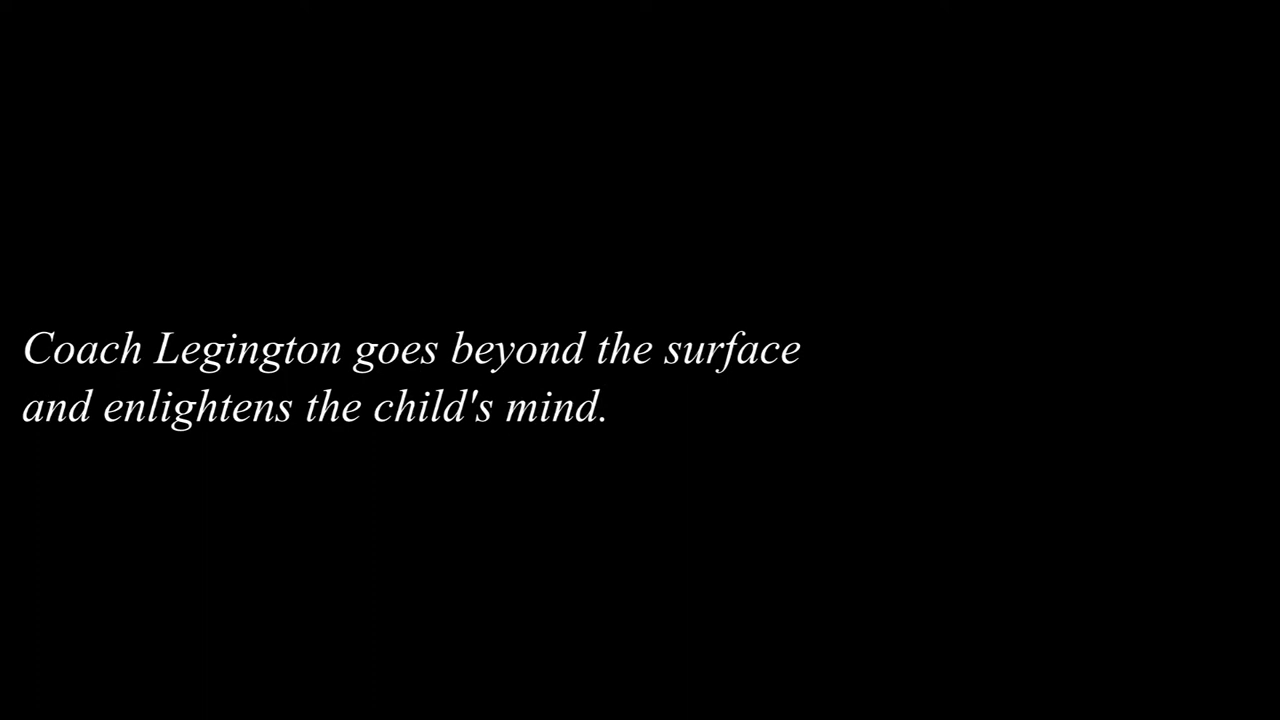 Coach Legington goes beyond the surface
and enlightens the child's mind.